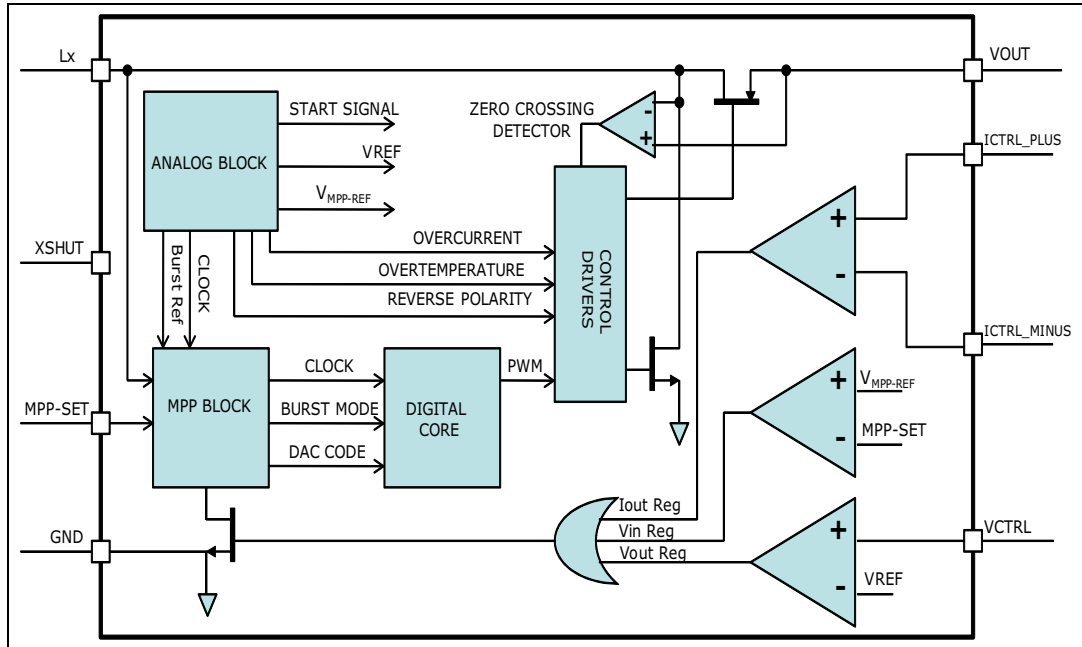 Lx
VOUT
START SIGNAL
ZERO CROSSING
DETECTOR
-
+
ANALOG BLOCK
VREF
VMPP-REF
ICTRL_PLUS
XSHUT
Burst Ref
CLOCK
OVERCURRENT
OVERTEMPERATURE
REVERSE POLARITY
CONTROL
DRIVERS
+
-
ICTRL_MINUS
MPP-SET
MPP BLOCK
CLOCK
BURST MODE
DAC CODE
DIGITAL
CORE
PWM
+
-
VMPP-REF
MPP-SET
GND
Iout Reg
Vin Reg
Vout Reg
+
-
VREF
VCTRL